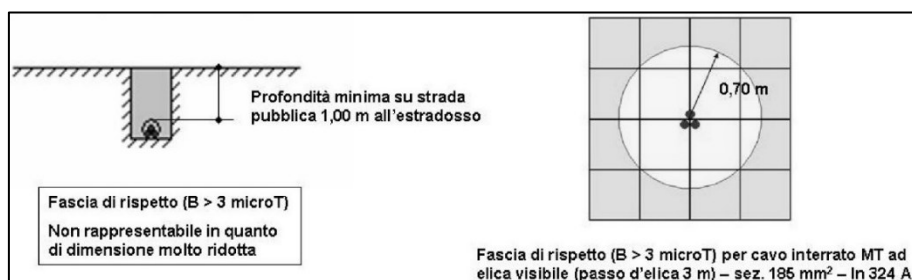 Profondità minima su strada
pubblica 1,00 m all'estradosso
Fascia di rispetto (B > 3 microT)
Non rappresentabile in quanto
di dimensione molto ridotta
0,70 m
Fascia di rispetto (B > 3 microT) per cavo interrato MT ad
elica visibile (passo d'elica 3 m) – sez. 185 mm² – In 324 A